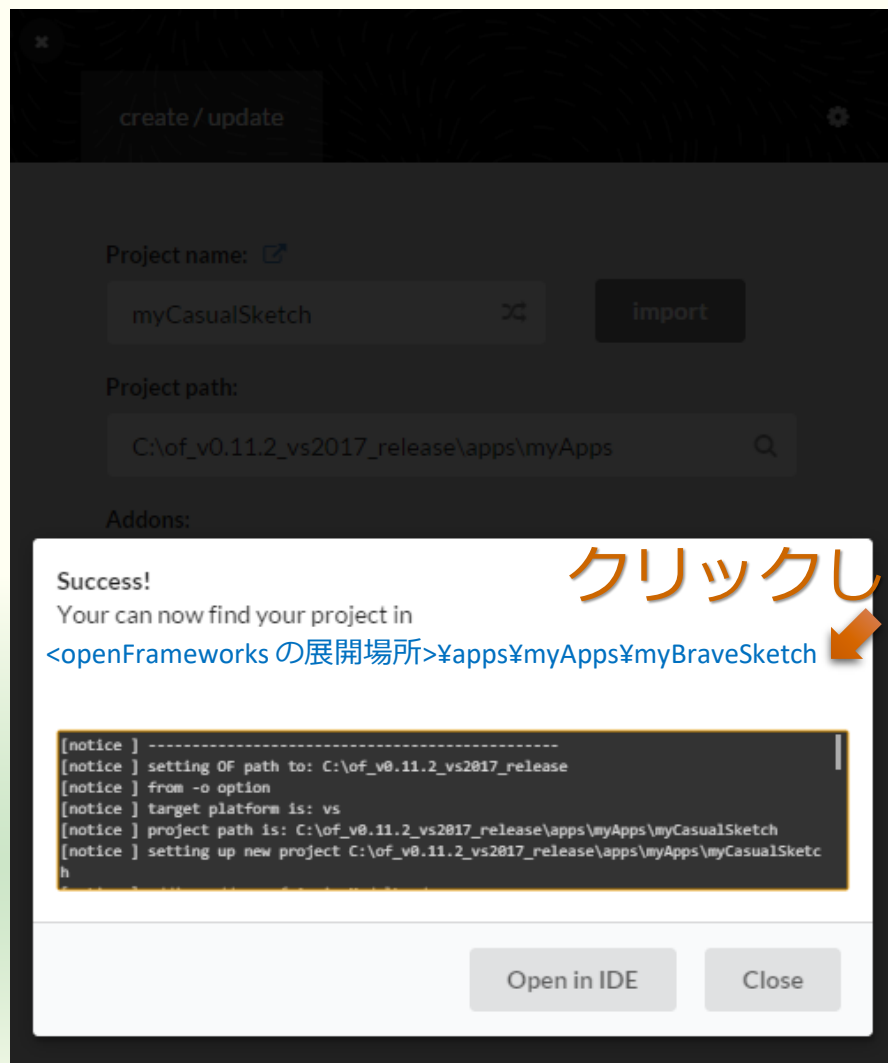 create / update
Project name:
myCasualSketch
import
Project path:
C:\of_v0.11.2_vs2017_release\apps\myApps
Addons:
クリックし
Success!
Your can now find your project in
<openFrameworks の展開場所>¥apps¥myApps¥myBraveSketch
[notice ] -----------------------------------------------
[notice ] setting OF path to: C:\of_v0.11.2_vs2017_release
[notice ] from -o option
[notice ] target platform is: vs
[notice ] project path is: C:\of_v0.11.2_vs2017_release\apps\myApps\myCasualSketch
[notice ] setting up new project C:\of_v0.11.2_vs2017_release\apps\myApps\myCasualSketc
h
Open in IDE
Close